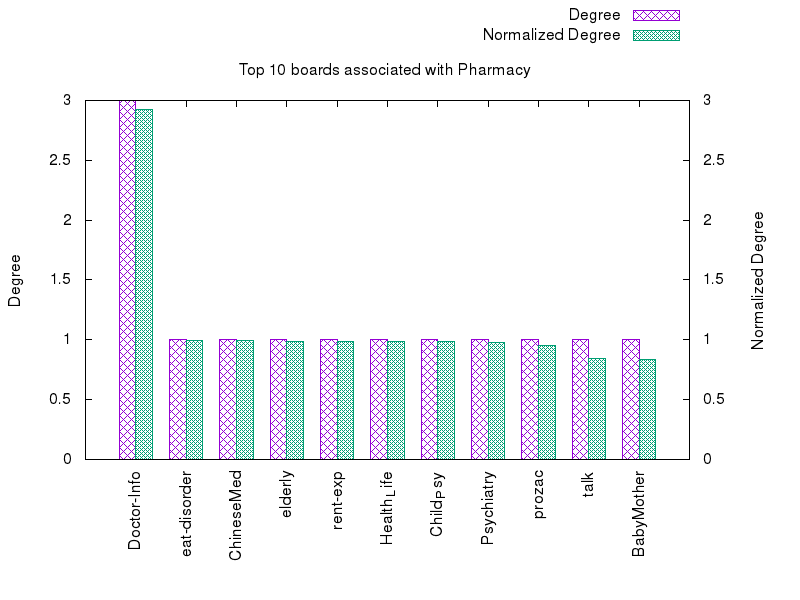 Degree
Normalized Degree
Top 10 boards associated with Pharmacy
3 3
2.5 2.5
2 2
1.5 1.5
1 1
0.5 0.5
0 0
Degree
Normalized Degree
Doctor-Info
eat-disorder
ChineseMed
elderly
rent-exp
Health_Life
Child_Psy
Psychiatry
prozac
talk
BabyMother